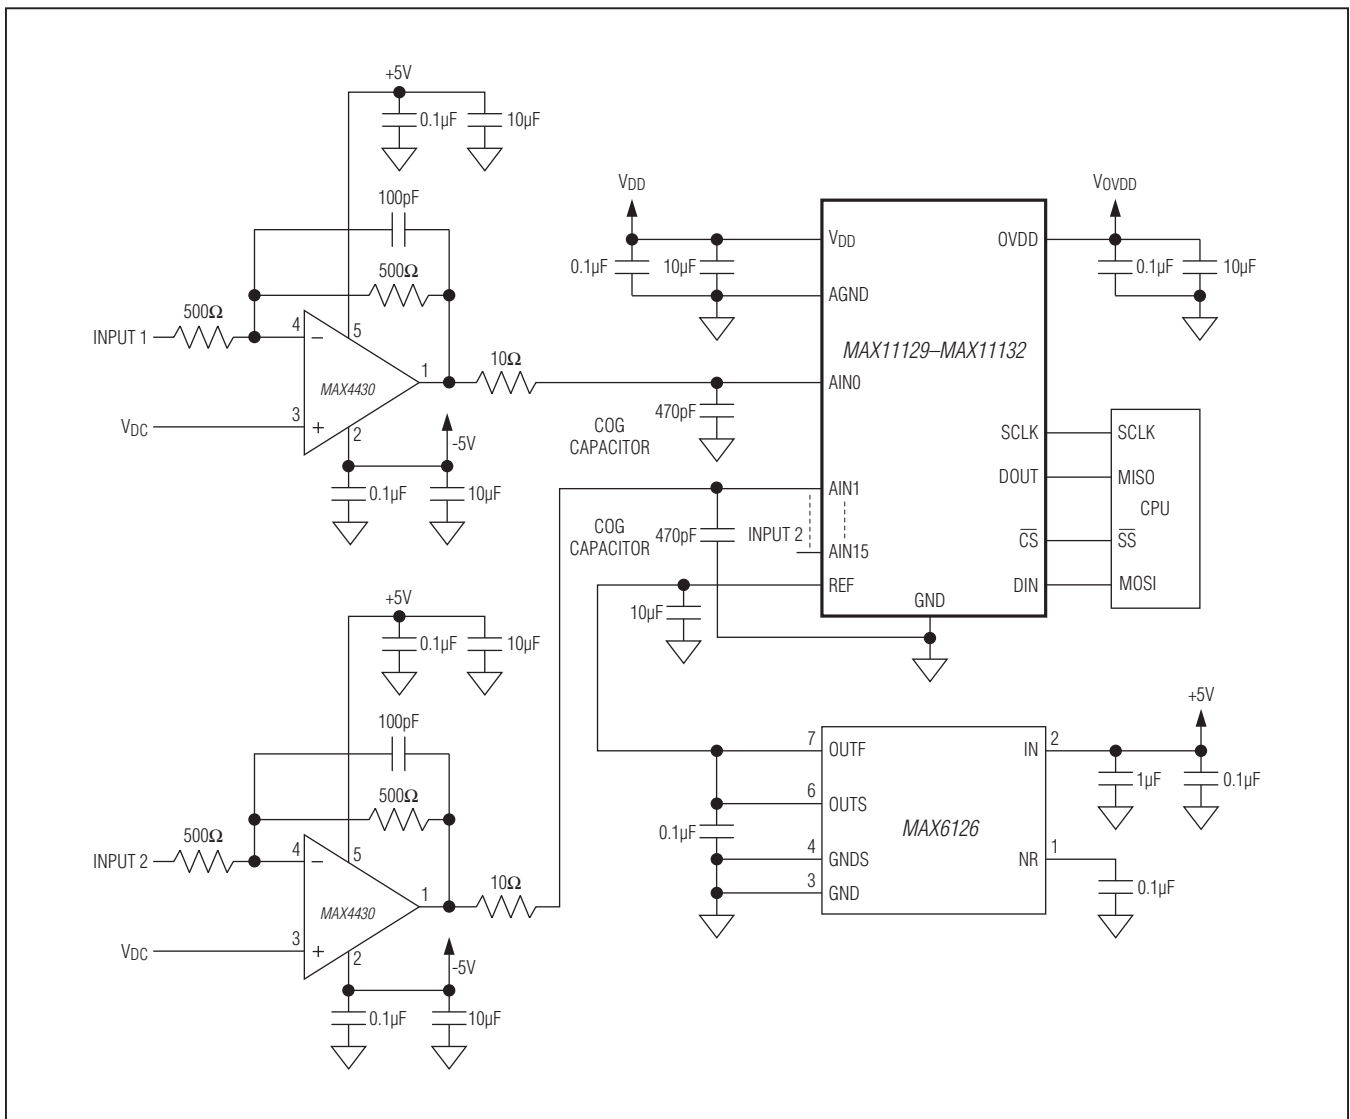 +5V
0.1µF
10µF
100pF
500Ω
500Ω
INPUT 1
4
5
−
MAX4430
1
10Ω
VDC
3
+
2
-5V
0.1µF
10µF
VDD
0.1µF
10µF
VOVDD
0.1µF
10µF
VDD
OVDD
AGND
MAX11129–MAX11132
AIN0
470pF
COG
CAPACITOR
SCLK
SCLK
DOUT
MISO
CPU
AIN1
COG
CAPACITOR
470pF
INPUT 2
AIN15
CS
SS
REF
DIN
MOSI
GND
10µF
+5V
0.1µF
10µF
100pF
500Ω
500Ω
INPUT 2
4
5
−
MAX4430
1
10Ω
VDC
3
+
2
-5V
0.1µF
10µF
+5V
7
OUTF
IN
2
1µF
0.1µF
6
OUTS
0.1µF
MAX6126
4
GNDS
NR
1
3
GND
0.1µF